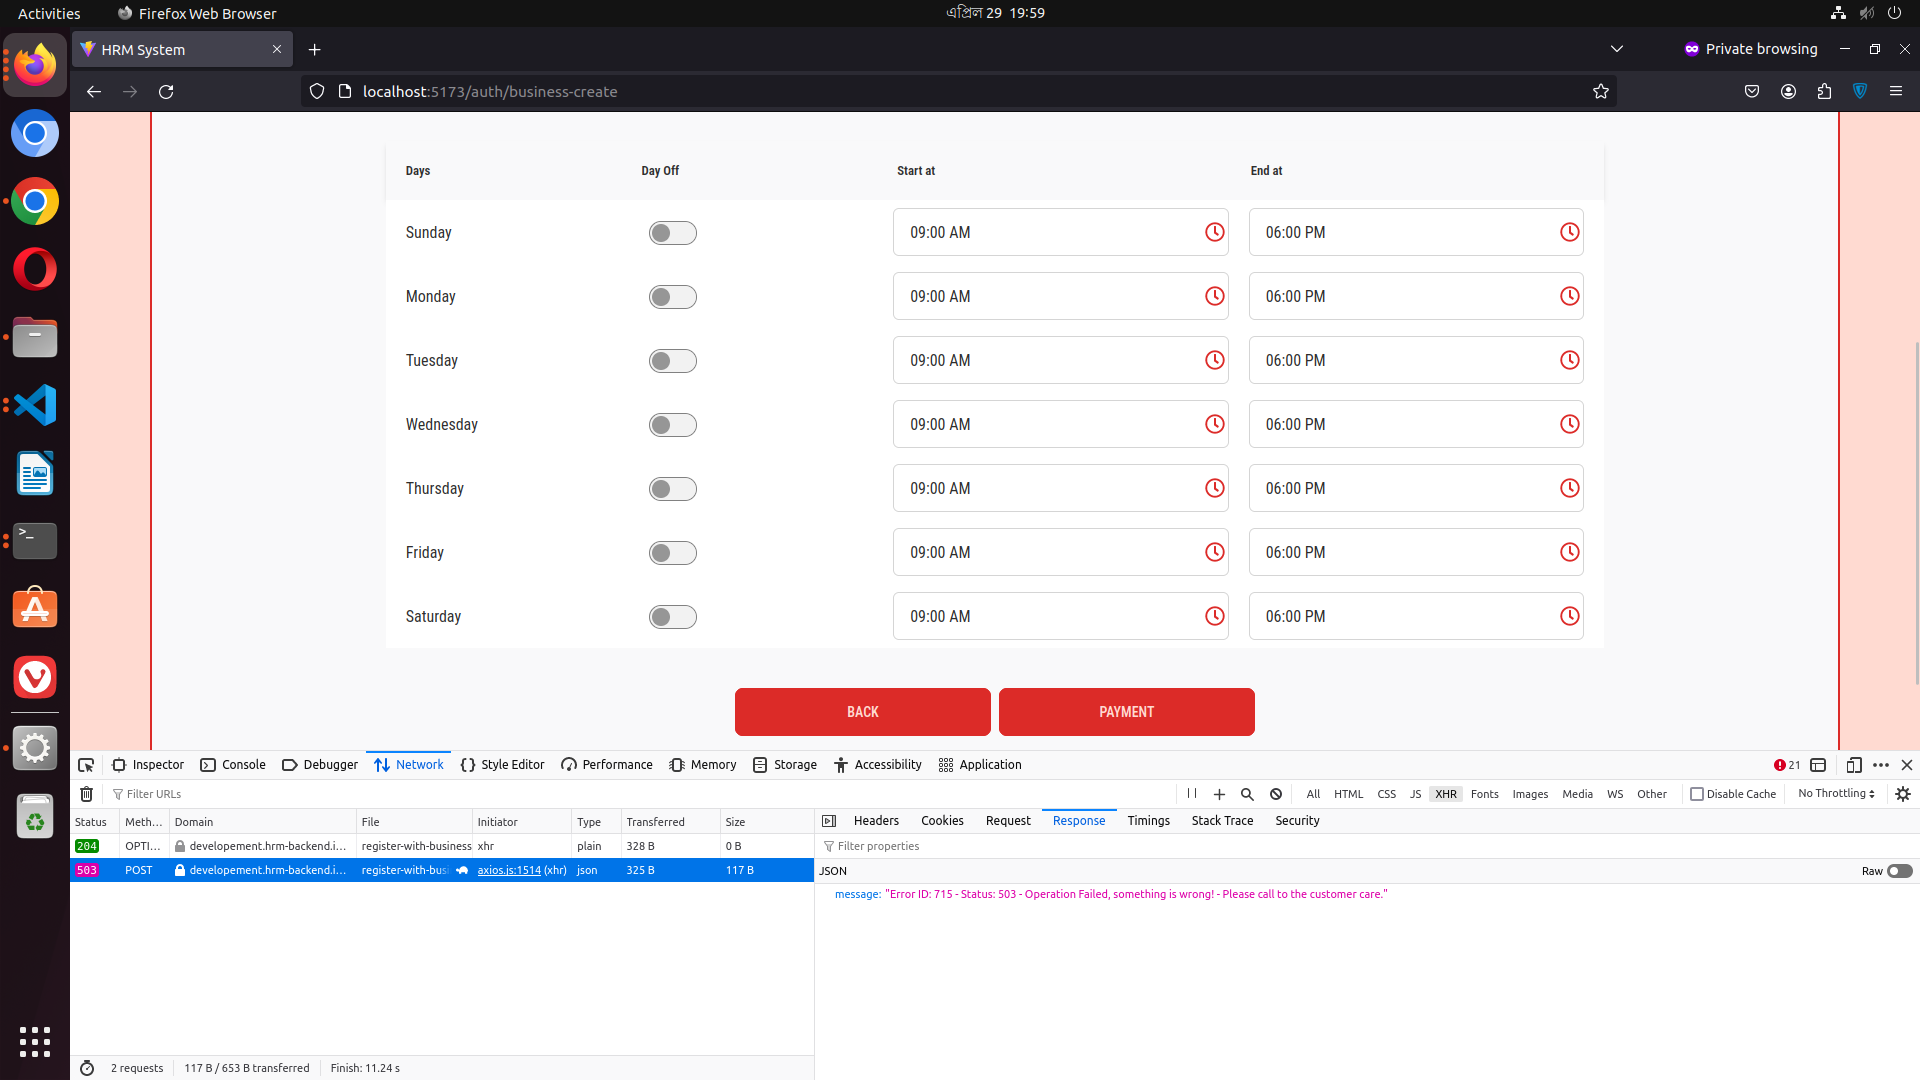 Activities
Firefox Web Browser
এপ্রিল 29 19:59
HRM System
Private browsing
localhost:5173/auth/business-create
Days Day Off Start at End at
Sunday 09:00 AM 06:00 PM
Monday 09:00 AM 06:00 PM
Tuesday 09:00 AM 06:00 PM
Wednesday 09:00 AM 06:00 PM
Thursday 09:00 AM 06:00 PM
Friday 09:00 AM 06:00 PM
Saturday 09:00 AM 06:00 PM
BACK PAYMENT
Inspector Console Debugger Network Style Editor Performance Memory Storage Accessibility Application 21
Filter URLs All HTML CSS JS XHR Fonts Images Media WS Other Disable Cache No Throttling
Status Meth... Domain File Initiator Type Transferred Size
204 OPTI... developement.hrm-backend.i... register-with-business xhr plain 328 B 0 B
503 POST developement.hrm-backend.i... register-with-busi axios.js:1514 (xhr) json 325 B 117 B
Headers Cookies Request Response Timings Stack Trace Security
Filter properties
JSON Raw
message: "Error ID: 715 - Status: 503 - Operation Failed, something is wrong! - Please call to the customer care."
2 requests 117 B / 653 B transferred Finish: 11.24 s